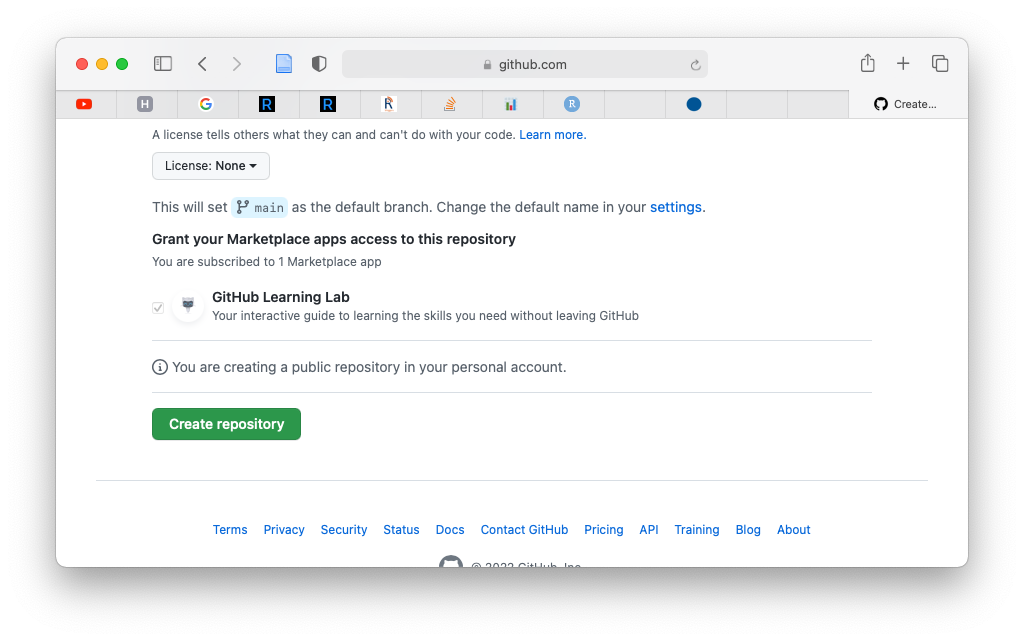 github.com
H
R
R
R
R
Create...
A license tells others what they can and can't do with your code. Learn more.
License: None
This will set main as the default branch. Change the default name in your settings.
Grant your Marketplace apps access to this repository
You are subscribed to 1 Marketplace app
GitHub Learning Lab
Your interactive guide to learning the skills you need without leaving GitHub
You are creating a public repository in your personal account.
Create repository
Terms Privacy Security Status Docs Contact GitHub Pricing API Training Blog About
© 2022 GitHub, Inc.